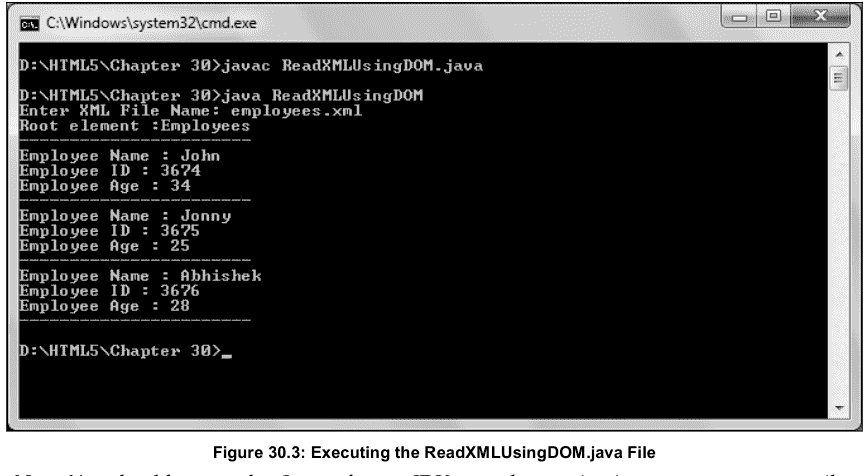 C:\Windows\system32\cmd.exe
D:\HTML5\Chapter 30>javac ReadXMLUsingDOM.java
D:\HTML5\Chapter 30>java ReadXMLUsingDOM
Enter XML File Name: employees.xml
Root element :Employees
----------------------------
Employee Name : John
Employee ID : 3674
Employee Age : 34
----------------------------
Employee Name : Jonny
Employee ID : 3675
Employee Age : 25
----------------------------
Employee Name : Abhishek
Employee ID : 3676
Employee Age : 28
----------------------------
D:\HTML5\Chapter 30>_
Figure 30.3: Executing the ReadXMLUsingDOM.java File